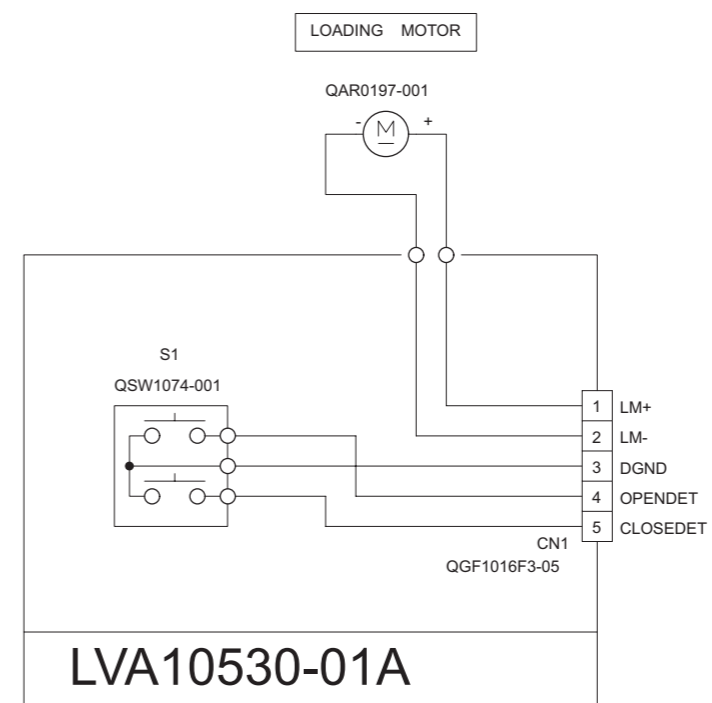 LOADING MOTOR
QAR0197-001
- M +
S1
QSW1074-001
1 LM+
2 LM-
3 DGND
4 OPENDET
5 CLOSEDET
CN1
QGF1016F3-05
LVA10530-01A